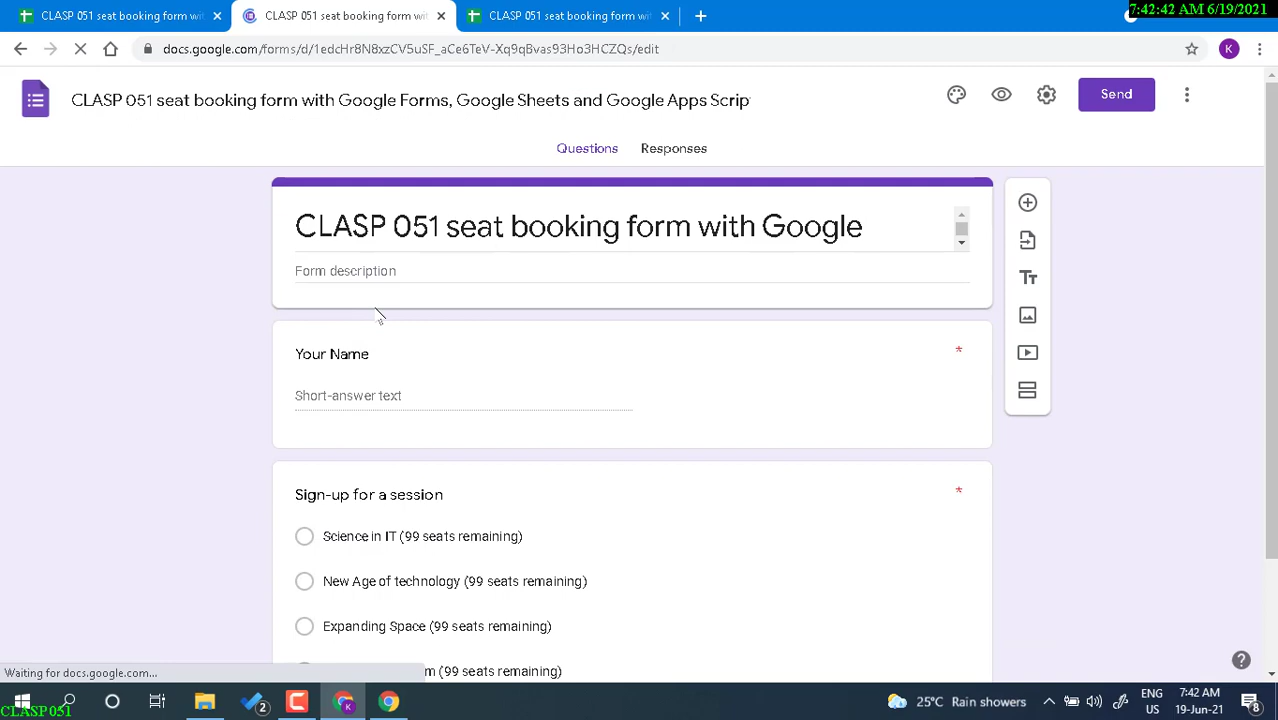 7:42:42 AM 6/19/2021
CLASP 051 seat booking form wit
CLASP 051 seat booking form wit
CLASP 051 seat booking form wit
docs.google.com/forms/d/1edcHr8N8xzCV5uSF_aCe6TeV-Xq9qBvas93Ho3HCZQs/edit
K
CLASP 051 seat booking form with Google Forms, Google Sheets and Google Apps Scrip
Send
Questions
Responses
CLASP 051 seat booking form with Google
Form description
Your Name
*
Short-answer text
Sign-up for a session
*
Science in IT (99 seats remaining)
New Age of technology (99 seats remaining)
Expanding Space (99 seats remaining)
m (99 seats remaining)
Waiting for docs.google.com...
2
K
25°C Rain showers
ENG
US
7:42 AM
19-Jun-21
8
CLASP 051